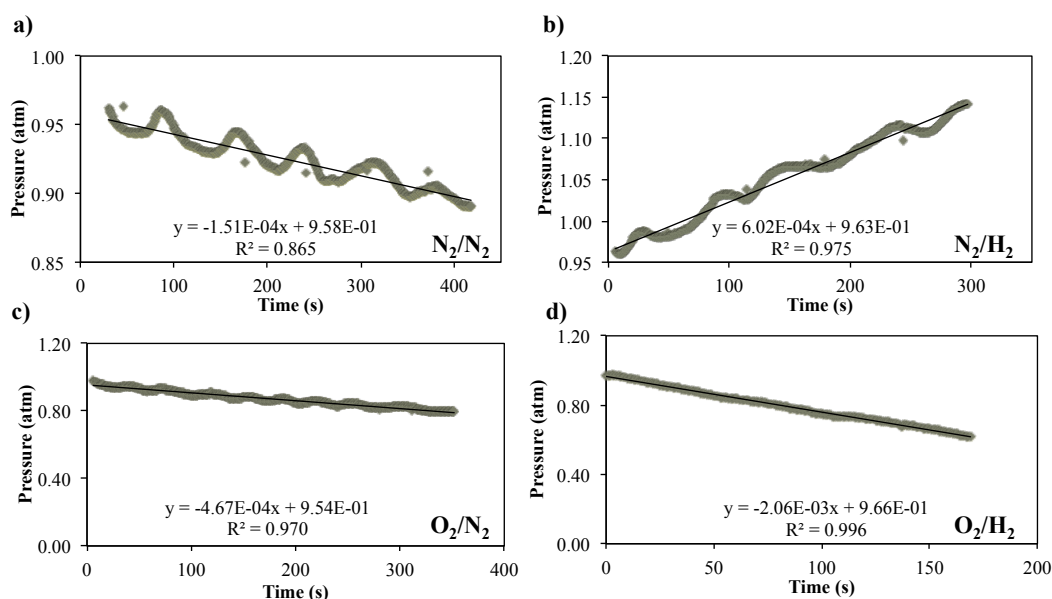 a)
1.00
0.95
0.90
0.85
Pressure (atm)
y = -1.51E-04x + 9.58E-01
R² = 0.865
N₂/N₂
0 100 200 300 400
Time (s)
b)
1.20
1.15
1.10
1.05
1.00
0.95
Pressure (atm)
y = 6.02E-04x + 9.63E-01
R² = 0.975
N₂/H₂
0 100 200 300
Time (s)
c)
1.20
0.80
0.40
0.00
Pressure (atm)
y = -4.67E-04x + 9.54E-01
R² = 0.970
O₂/N₂
0 100 200 300 400
Time (s)
d)
1.20
0.80
0.40
0.00
Pressure (atm)
y = -2.06E-03x + 9.66E-01
R² = 0.996
O₂/H₂
0 50 100 150 200
Time (s)